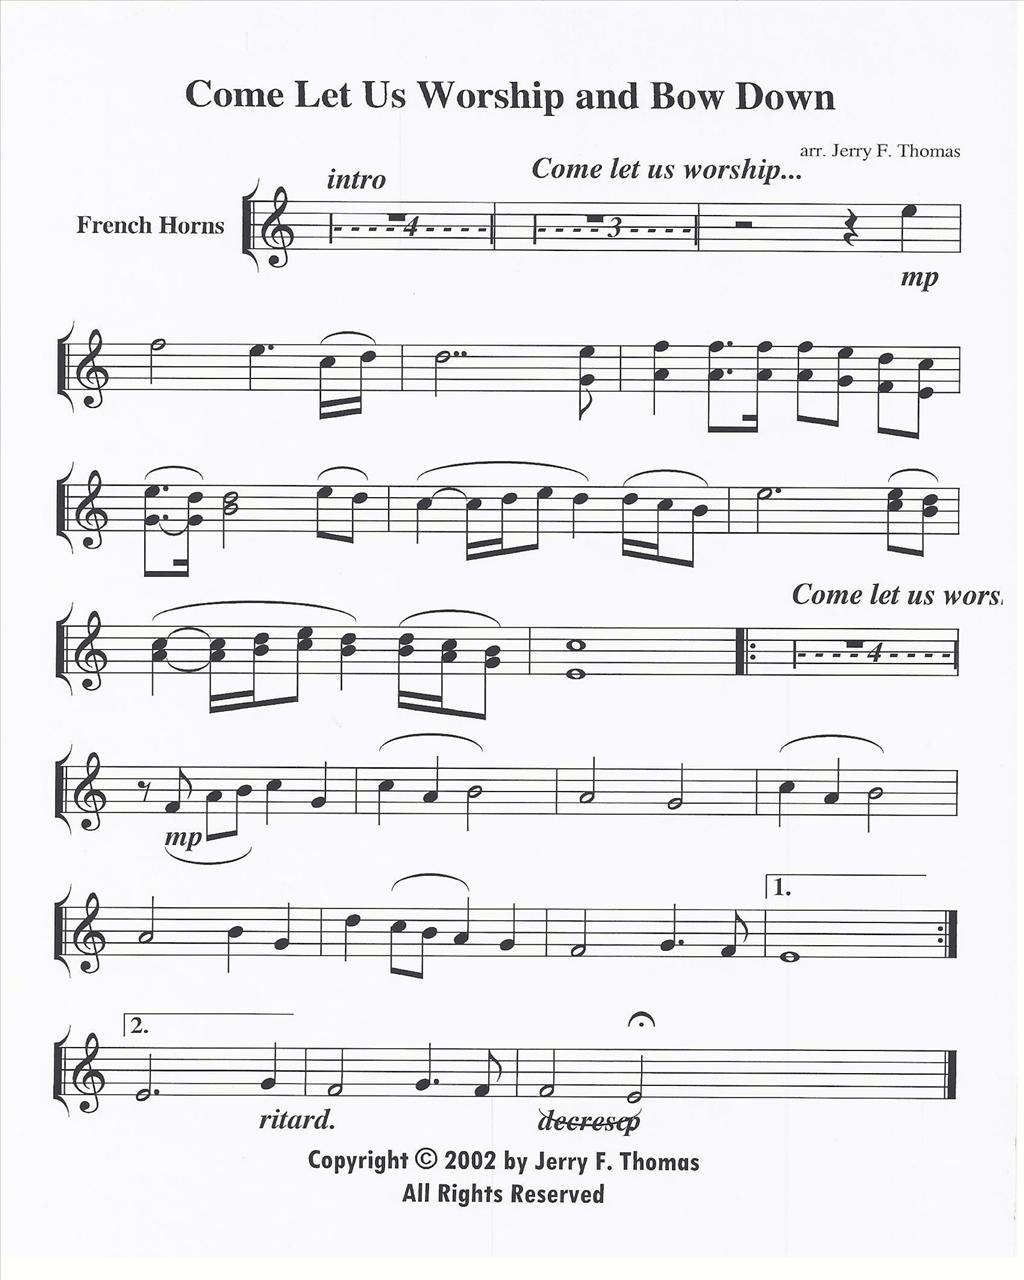 Come Let Us Worship and Bow Down
arr. Jerry F. Thomas
intro
Come let us worship...
French Horns
4
3
mp
Come let us wors
4
mp
1.
2.
ritard.
decresc
p
Copyright © 2002 by Jerry F. Thomas
All Rights Reserved